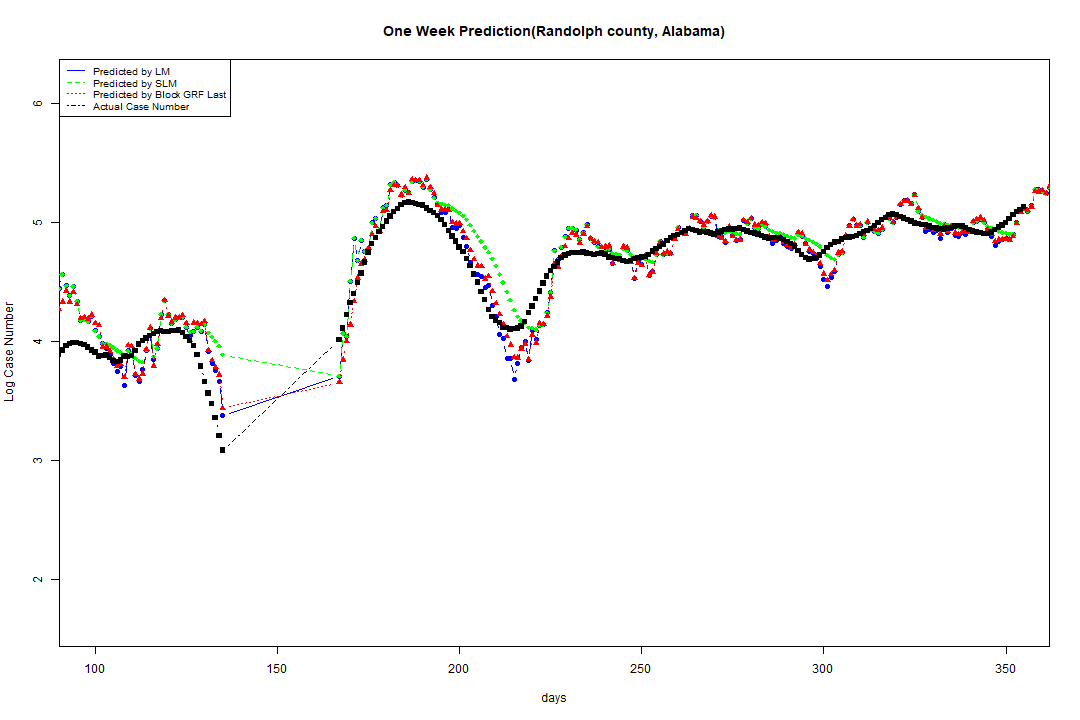 One Week Prediction(Randolph county, Alabama)
Predicted by LM
Predicted by SLM
Predicted by Block GRF Last
Actual Case Number
6
5
4
3
2
Log Case Number
100 150 200 250 300 350
days